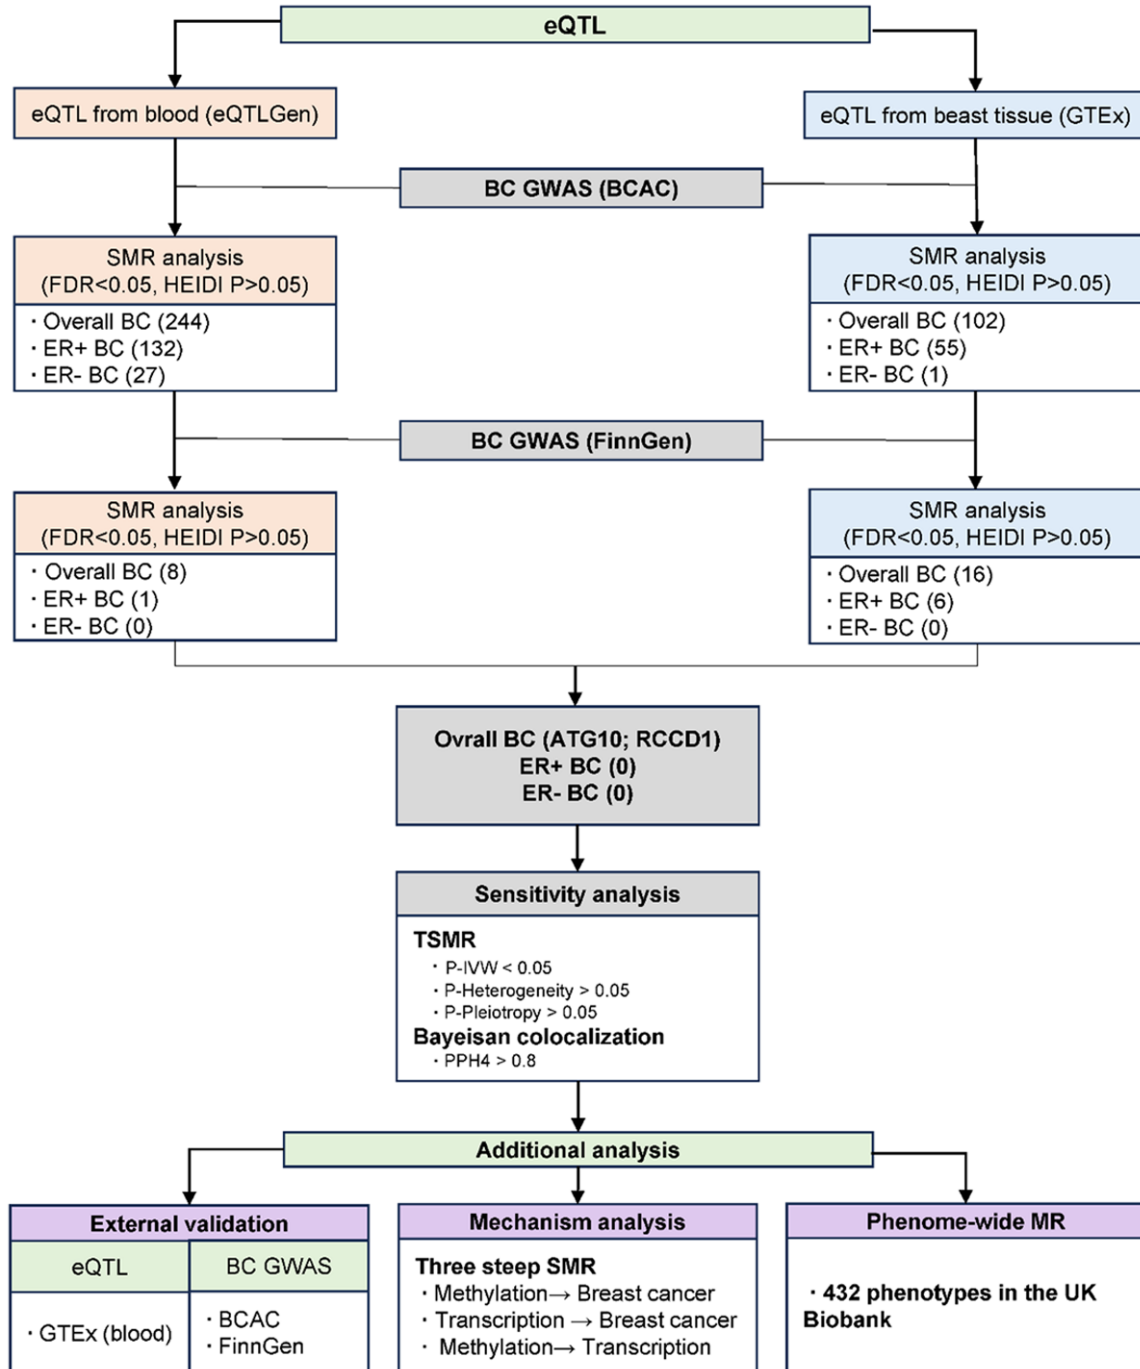 eQTL
eQTL from blood (eQTLGen)
eQTL from beast tissue (GTEx)
BC GWAS (BCAC)
SMR analysis
(FDR<0.05, HEIDI P>0.05)
· Overall BC (244)
· ER+ BC (132)
· ER- BC (27)
SMR analysis
(FDR<0.05, HEIDI P>0.05)
· Overall BC (102)
· ER+ BC (55)
· ER- BC (1)
BC GWAS (FinnGen)
SMR analysis
(FDR<0.05, HEIDI P>0.05)
· Overall BC (8)
· ER+ BC (1)
· ER- BC (0)
SMR analysis
(FDR<0.05, HEIDI P>0.05)
· Overall BC (16)
· ER+ BC (6)
· ER- BC (0)
Ovrall BC (ATG10; RCCD1)
ER+ BC (0)
ER- BC (0)
Sensitivity analysis
TSMR
· P-IVW < 0.05
· P-Heterogeneity > 0.05
· P-Pleiotropy > 0.05
Bayeisan colocalization
· PPH4 > 0.8
Additional analysis
External validation
eQTL
BC GWAS
· GTEx (blood)
· BCAC
· FinnGen
Mechanism analysis
Three steep SMR
· Methylation→ Breast cancer
· Transcription → Breast cancer
· Methylation→ Transcription
Phenome-wide MR
· 432 phenotypes in the UK
Biobank